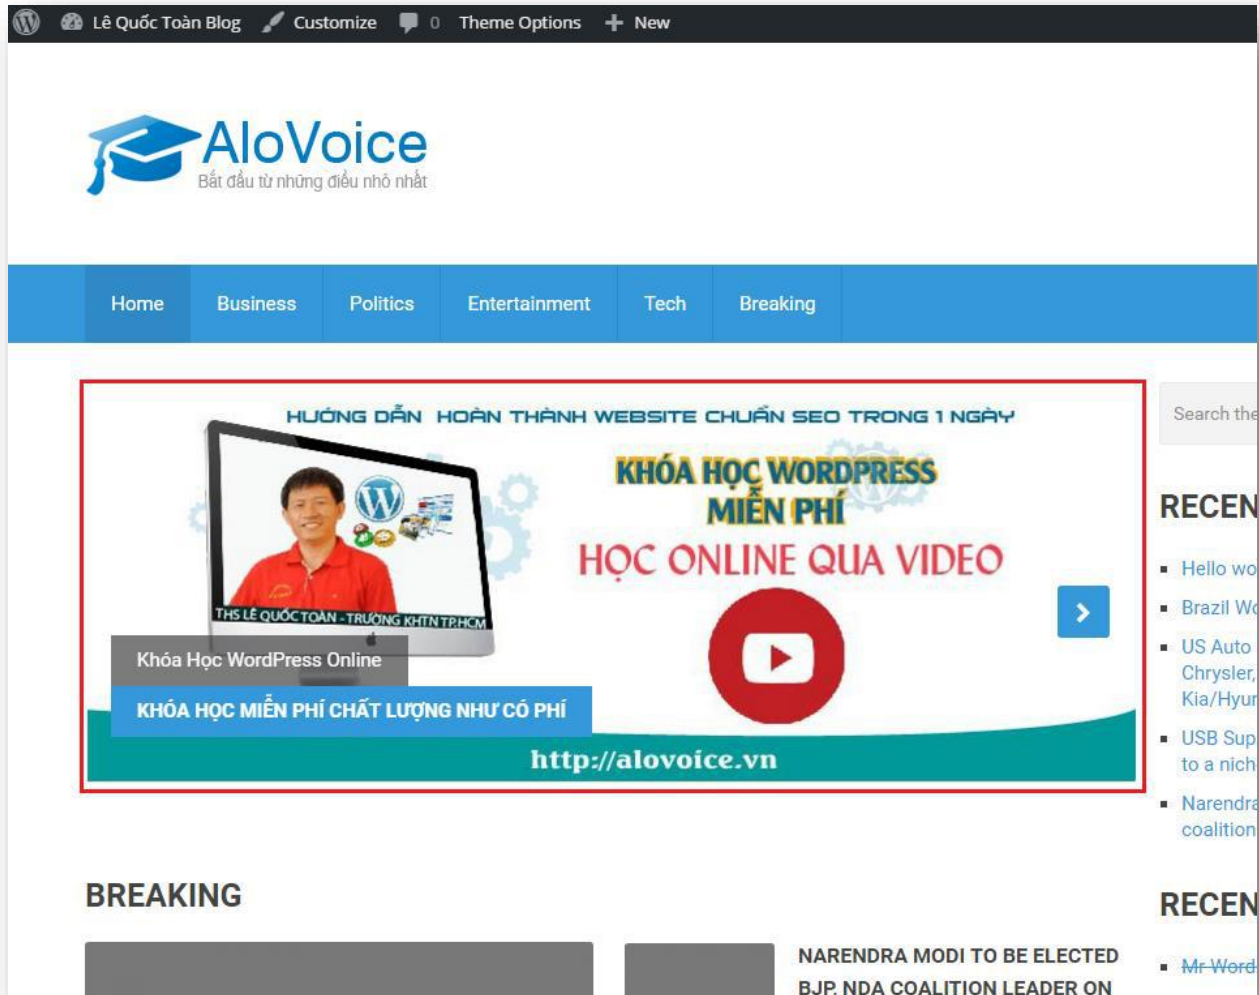 Lê Quốc Toàn Blog Customize 0 Theme Options New
AloVoice
Bắt đầu từ những điều nhỏ nhất
Home Business Politics Entertainment Tech Breaking
HƯỚNG DẪN HOÀN THÀNH WEBSITE CHUẨN SEO TRONG 1 NGÀY
KHÓA HỌC WORDPRESS
MIỄN PHÍ
HỌC ONLINE QUA VIDEO
THS LÊ QUỐC TOÀN - TRƯỜNG KHTN TP.HCM
Khóa Học WordPress Online
KHÓA HỌC MIỄN PHÍ CHẤT LƯỢNG NHƯ CÓ PHÍ
http://alovoice.vn
Search the
RECEN
Hello wo
Brazil Wo
US Auto
Chrysler,
Kia/Hyun
USB Sup
to a nich
Narendra
coalition
BREAKING
NARENDRA MODI TO BE ELECTED
BJP, NDA COALITION LEADER ON
RECEN
Mr Word